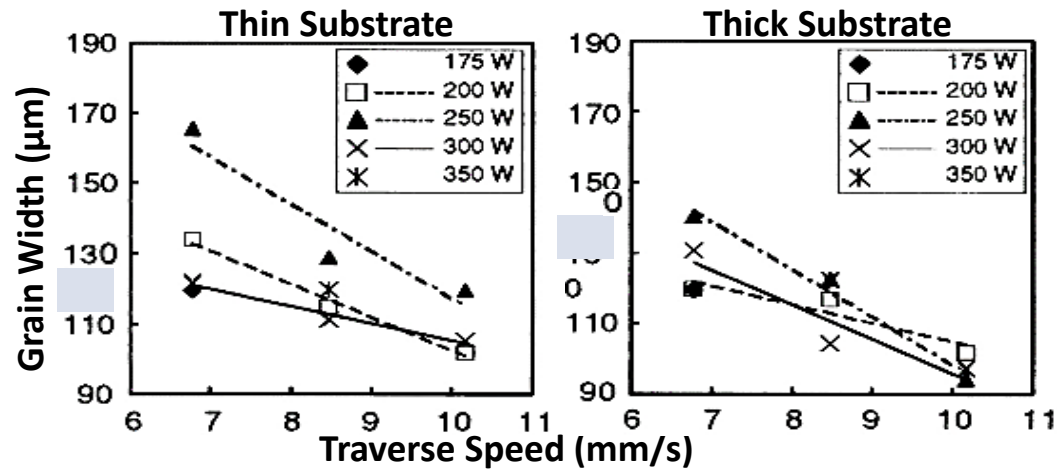 Thin Substrate
Thick Substrate
Grain Width (μm)
190
170
150
130
110
90
6 7 8 9 10 11
175 W
200 W
250 W
300 W
350 W
190
170
150
0
0
110
90
6 7 8 9 10 11
175 W
200 W
250 W
300 W
350 W
Traverse Speed (mm/s)